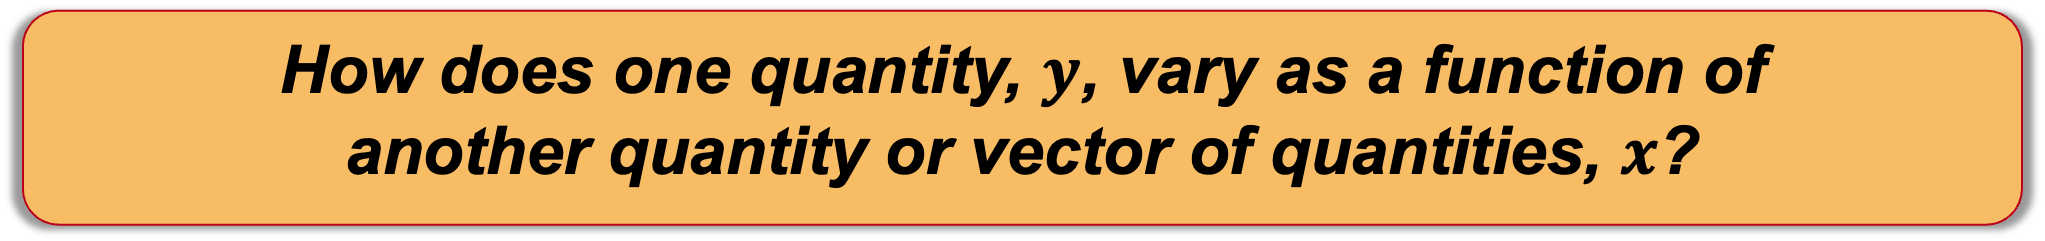 How does one quantity, y, vary as a function of
another quantity or vector of quantities, x?